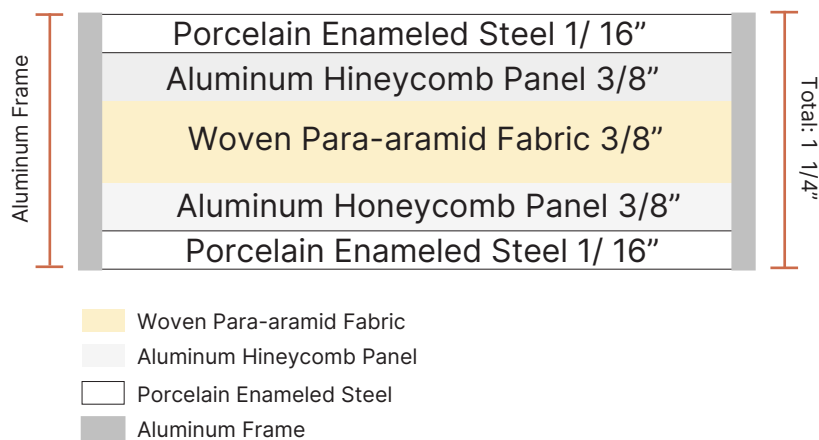 Porcelain Enameled Steel 1/ 16”
Aluminum Hineycomb Panel 3/8”
Woven Para-aramid Fabric 3/8”
Aluminum Honeycomb Panel 3/8”
Porcelain Enameled Steel 1/ 16”
Aluminum Frame
Total: 1 1/4”
Woven Para-aramid Fabric
Aluminum Hineycomb Panel
Porcelain Enameled Steel
Aluminum Frame